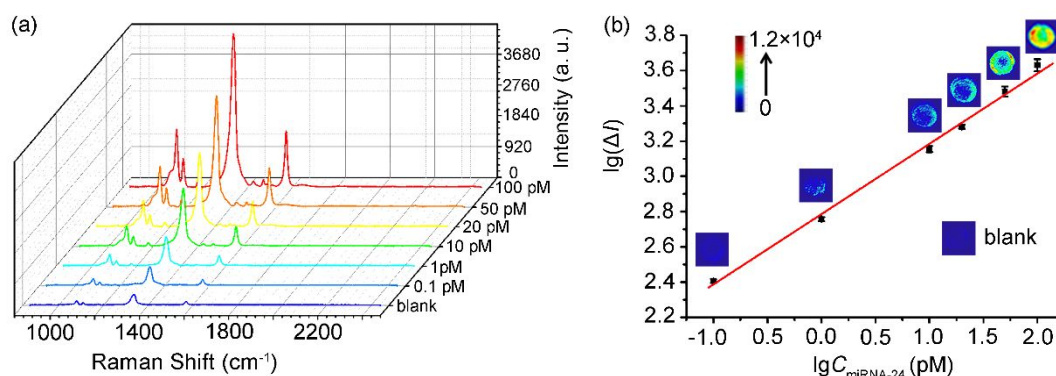 (a)
3680
2760
1840
920
0
Intensity (a. u.)
100 pM
50 pM
20 pM
10 pM
1pM
0.1 pM
blank
1000
1400
1800
2200
Raman Shift (cm⁻¹)
(b)
3.8
3.6
3.4
3.2
3.0
2.8
2.6
2.4
2.2
lg(ΔI)
1.2×10⁴
0
blank
-1.0 -0.5 0.0 0.5 1.0 1.5 2.0
lgC miRNA-24 (pM)